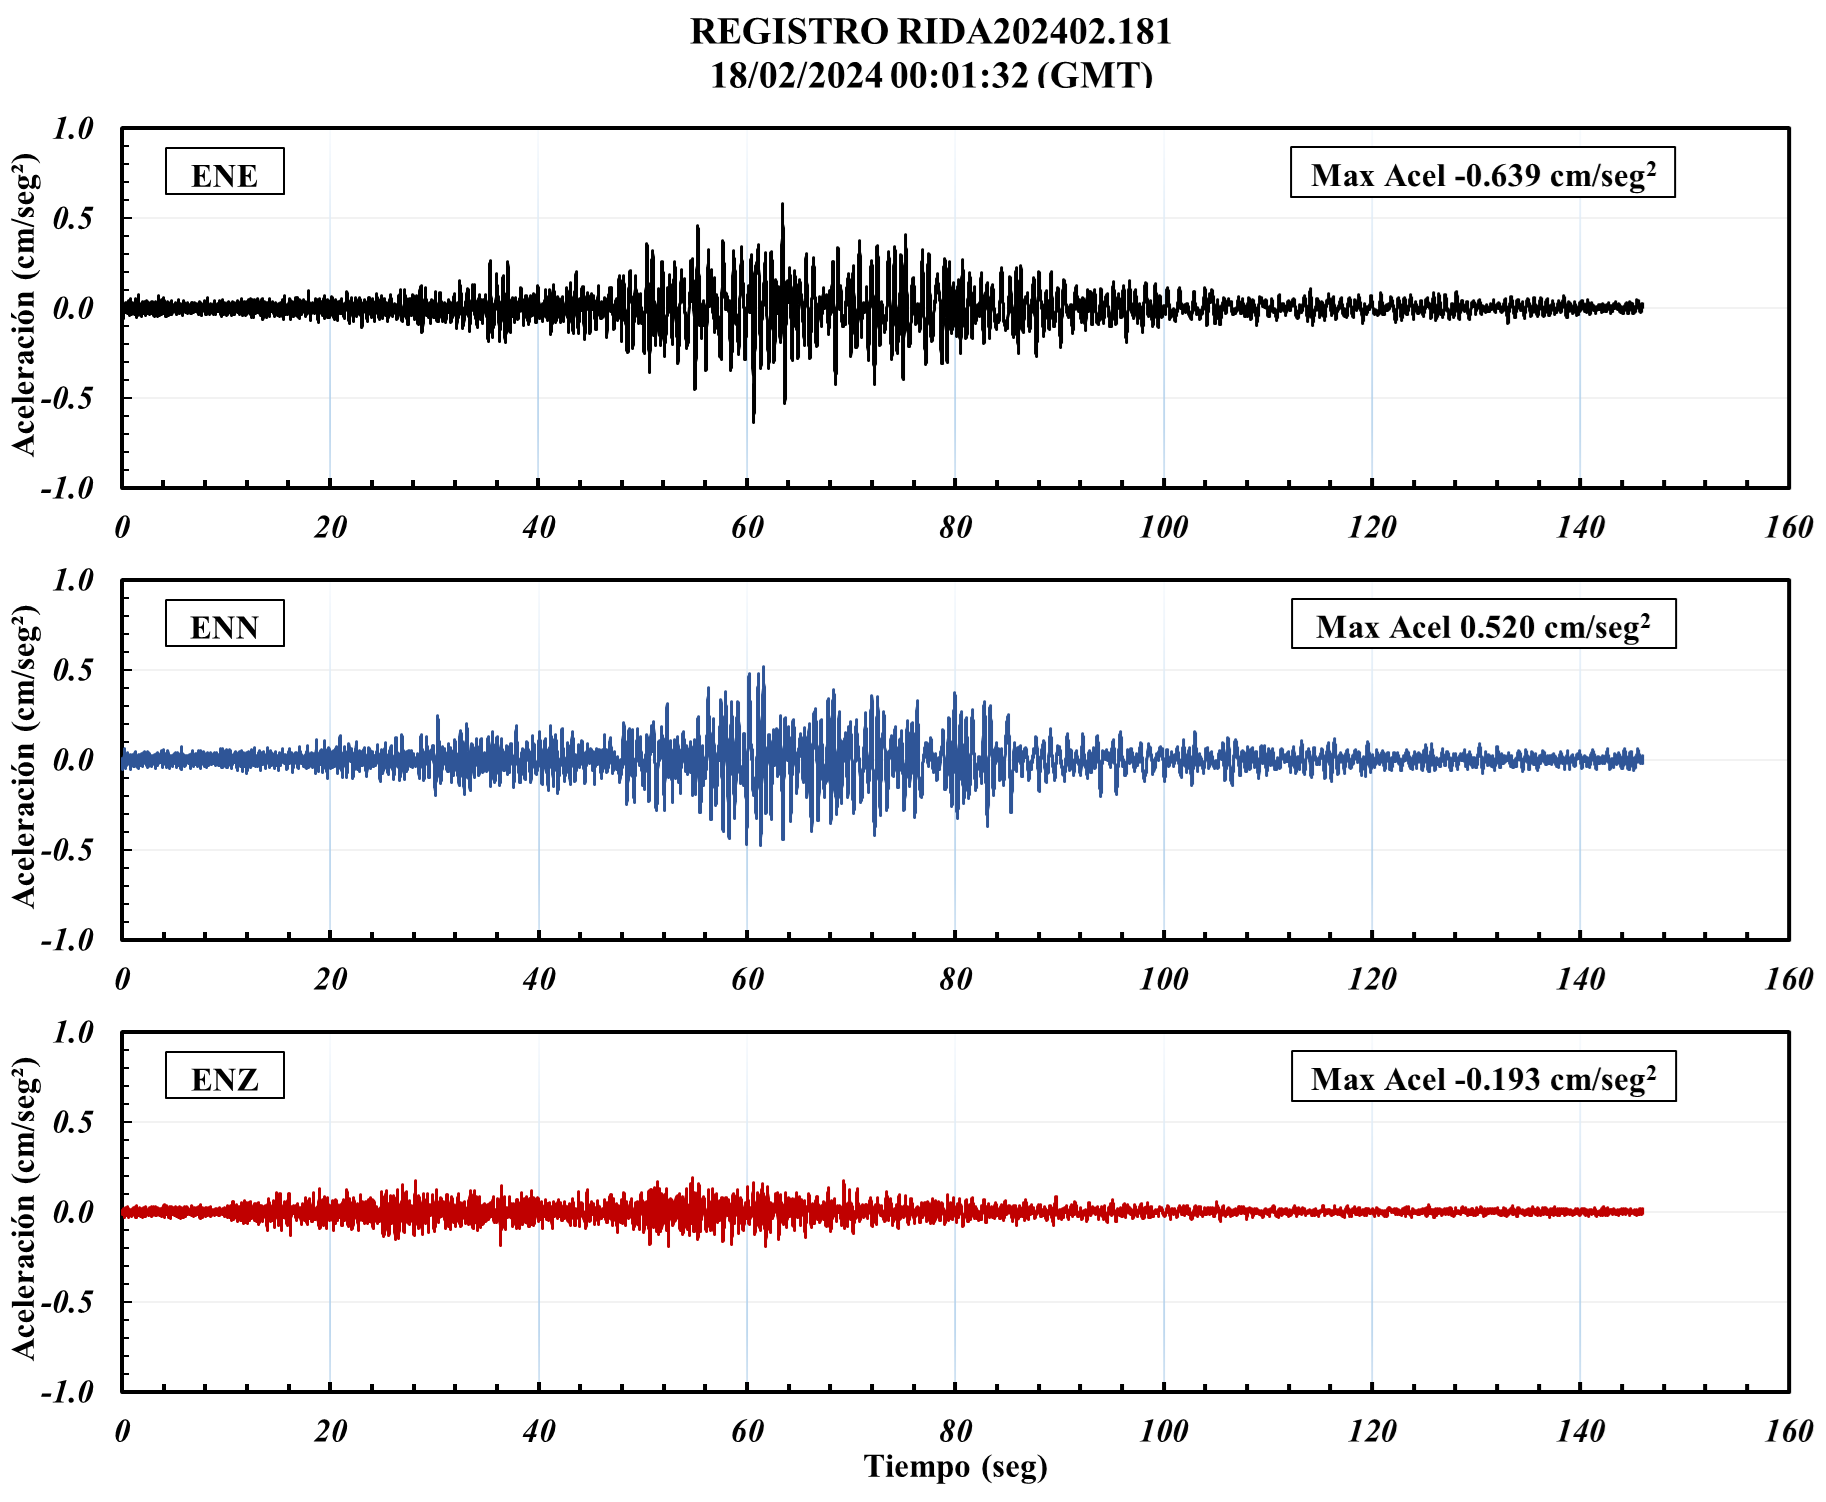 REGISTRO RIDA202402.181
18/02/2024 00:01:32 (GMT)
Aceleración (cm/seg²)
1.0
0.5
0.0
-0.5
-1.0
ENE
Max Acel -0.639 cm/seg²
0 20 40 60 80 100 120 140 160
Aceleración (cm/seg²)
1.0
0.5
0.0
-0.5
-1.0
ENN
Max Acel 0.520 cm/seg²
0 20 40 60 80 100 120 140 160
Aceleración (cm/seg²)
1.0
0.5
0.0
-0.5
-1.0
ENZ
Max Acel -0.193 cm/seg²
0 20 40 60 80 100 120 140 160
Tiempo (seg)